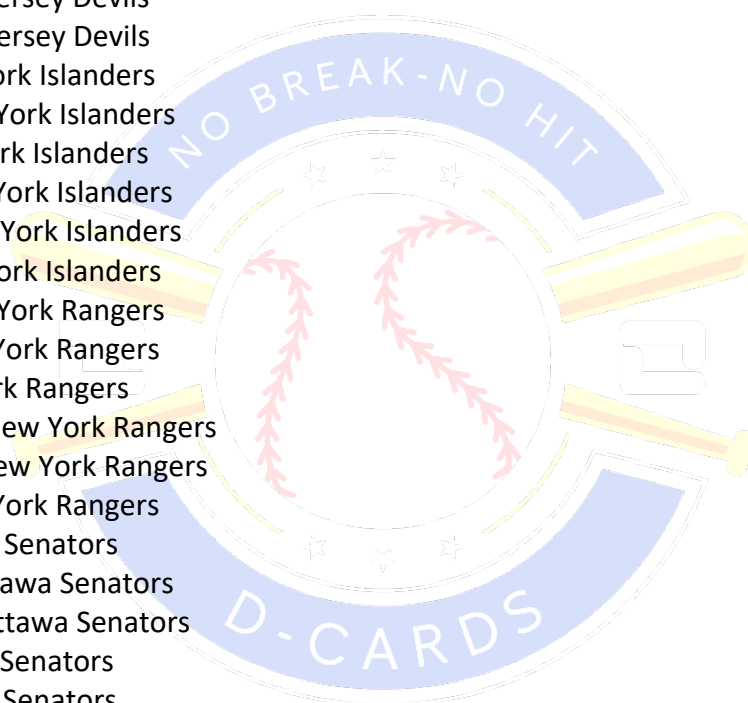 ersey Devils
ersey Devils
ork Islanders
York Islanders
rk Islanders
York Islanders
York Islanders
ork Islanders
York Rangers
York Rangers
rk Rangers
ew York Rangers
ew York Rangers
York Rangers
Senators
awa Senators
ttawa Senators
Senators
Senators
NO BREAK-NO HIT
D-CARDS